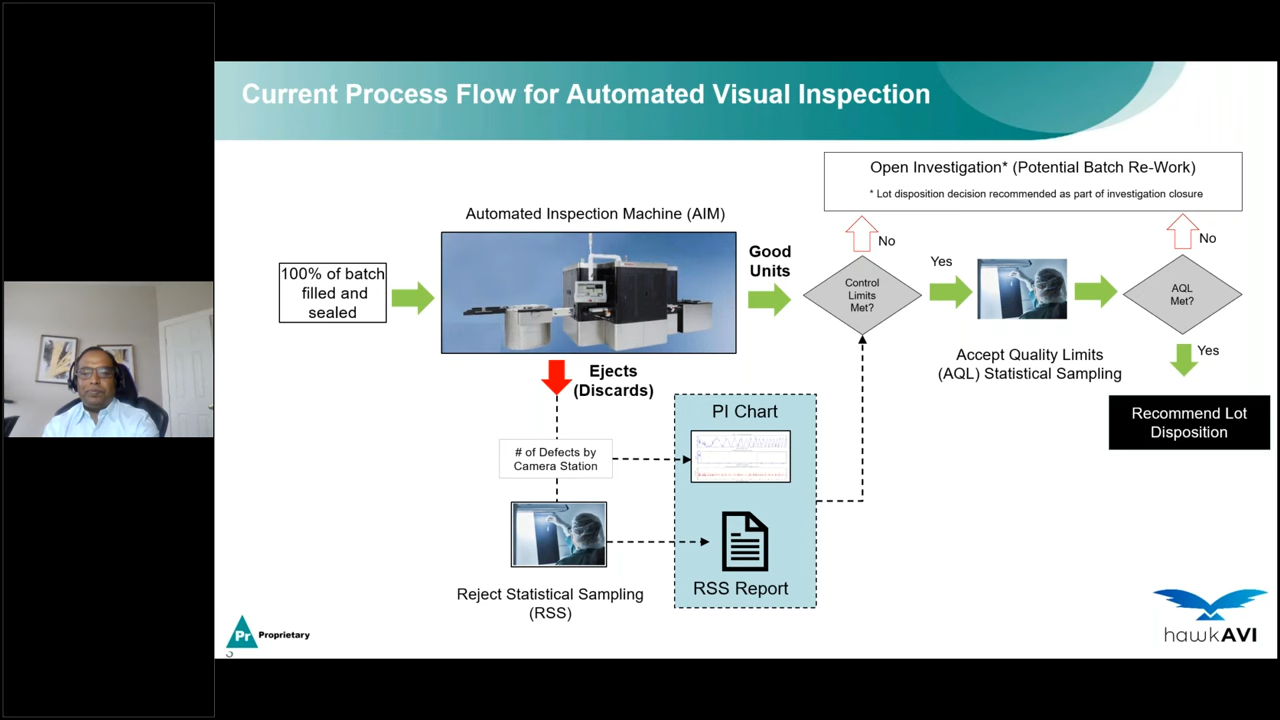 Current Process Flow for Automated Visual Inspection
Open Investigation* (Potential Batch Re-Work)
* Lot disposition decision recommended as part of investigation closure
Automated Inspection Machine (AIM)
100% of batch
filled and
sealed
Good
Units
No
Control
Limits
Met?
Yes
No
AQL
Met?
Accept Quality Limits
(AQL) Statistical Sampling
Yes
Recommend Lot
Disposition
Ejects
(Discards)
# of Defects by
Camera Station
PI Chart
Reject Statistical Sampling
(RSS)
RSS Report
Pr Proprietary
hawkAVI